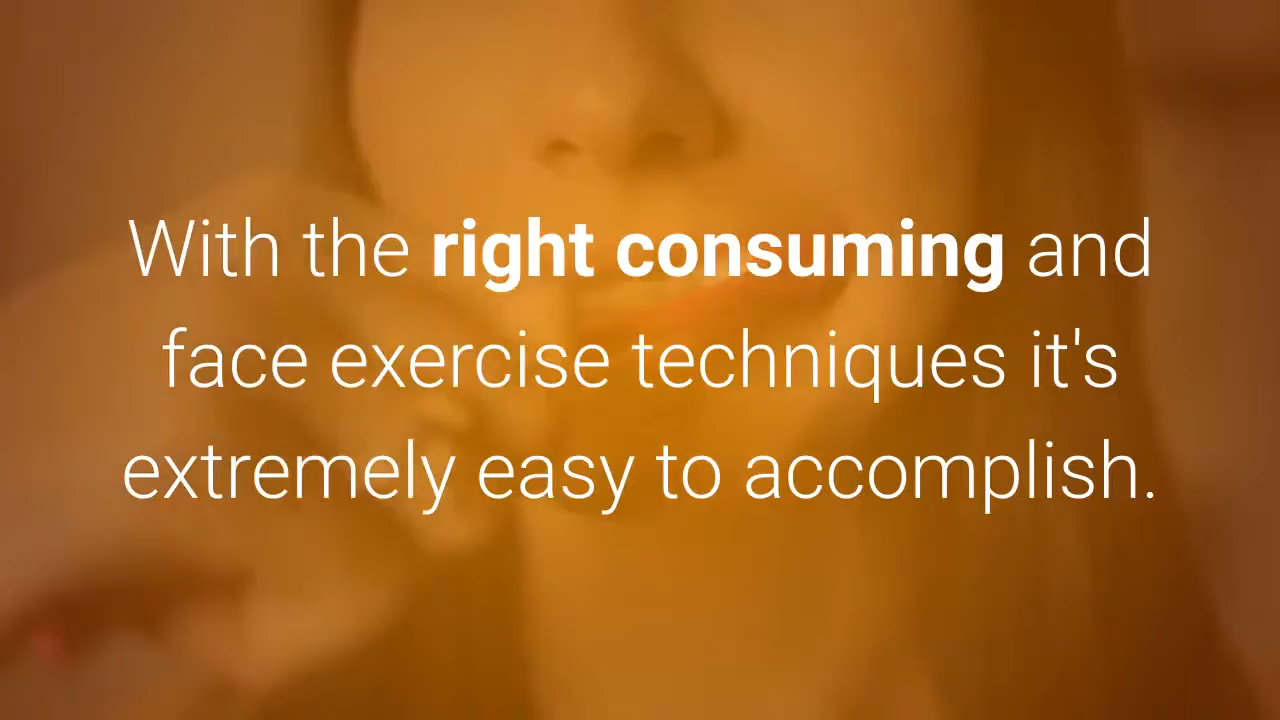 With the right consuming and
face exercise techniques it's
extremely easy to accomplish.